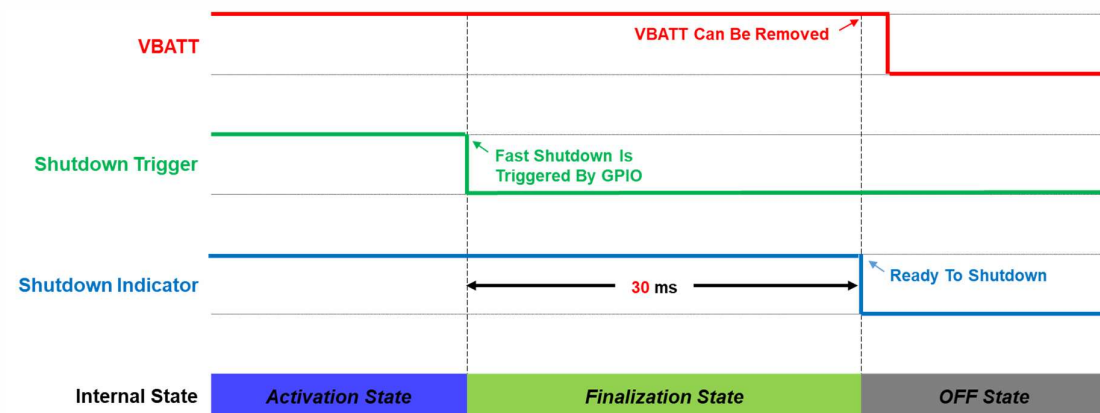 VBATT
VBATT Can Be Removed
Shutdown Trigger
Fast Shutdown Is
Triggered By GPIO
Shutdown Indicator
30 ms
Ready To Shutdown
Internal State
Activation State
Finalization State
OFF State